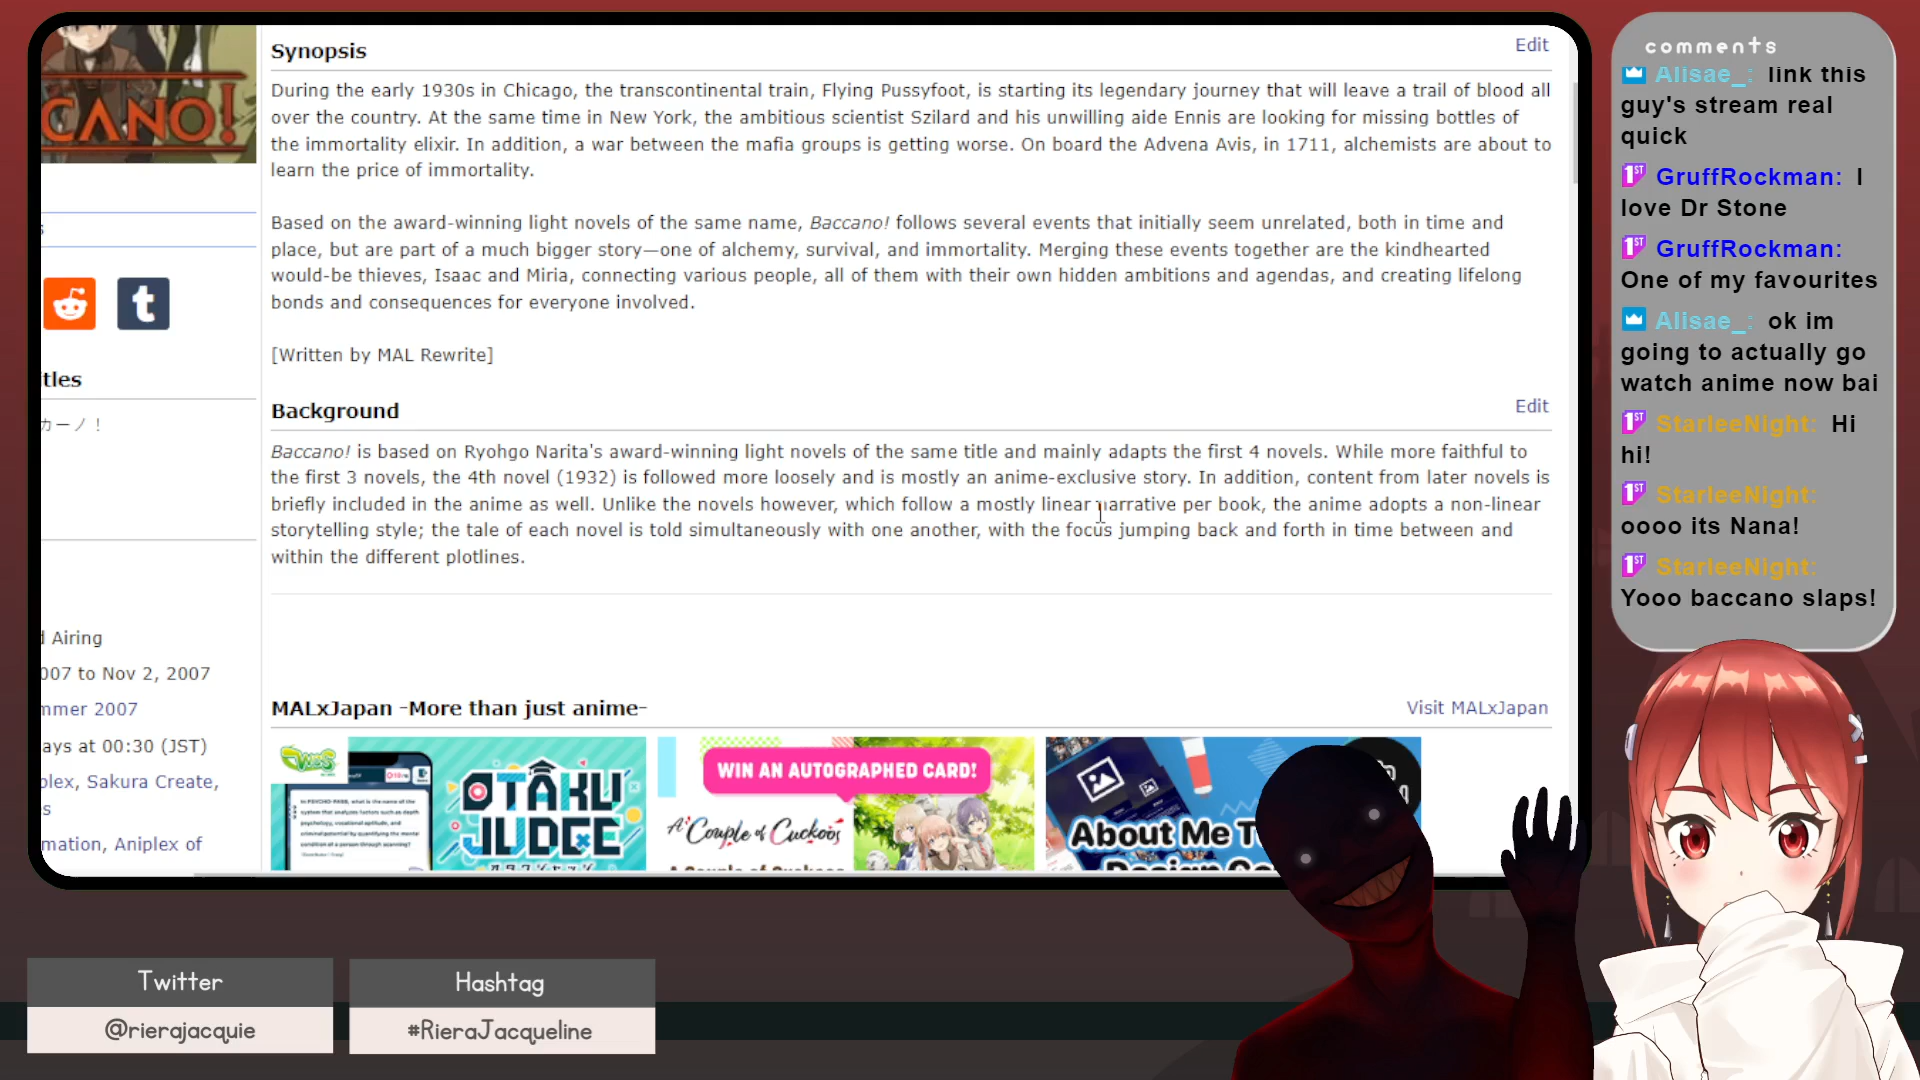 CANO!
Synopsis
Edit
During the early 1930s in Chicago, the transcontinental train, Flying Pussyfoot, is starting its legendary journey that will leave a trail of blood all
over the country. At the same time in New York, the ambitious scientist Szilard and his unwilling aide Ennis are looking for missing bottles of
the immortality elixir. In addition, a war between the mafia groups is getting worse. On board the Advena Avis, in 1711, alchemists are about to
learn the price of immortality.
Based on the award-winning light novels of the same name, Baccano! follows several events that initially seem unrelated, both in time and
place, but are part of a much bigger story—one of alchemy, survival, and immortality. Merging these events together are the kindhearted
would-be thieves, Isaac and Miria, connecting various people, all of them with their own hidden ambitions and agendas, and creating lifelong
bonds and consequences for everyone involved.
[Written by MAL Rewrite]
Background
Edit
Baccano! is based on Ryohgo Narita's award-winning light novels of the same title and mainly adapts the first 4 novels. While more faithful to
the first 3 novels, the 4th novel (1932) is followed more loosely and is mostly an anime-exclusive story. In addition, content from later novels is
briefly included in the anime as well. Unlike the novels however, which follow a mostly linear narrative per book, the anime adopts a non-linear
storytelling style; the tale of each novel is told simultaneously with one another, with the focus jumping back and forth in time between and
within the different plotlines.
MALxJapan -More than just anime-
Visit MALxJapan
OTAKU
JUDGE
WIN AN AUTOGRAPHED CARD!
A Couple of Cuckoos
About Me T
s
t
tles
カーノ！
d Airing
007 to Nov 2, 2007
mmer 2007
ays at 00:30 (JST)
plex, Sakura Create,
s
mation, Aniplex of
comments
Alisae_: link this
guy's stream real
quick
1ST GruffRockman: I
love Dr Stone
1ST GruffRockman:
One of my favourites
Alisae_: ok im
going to actually go
watch anime now bai
1ST StarleeNight: Hi
hi!
1ST StarleeNight:
oooo its Nana!
1ST StarleeNight:
Yooo baccano slaps!
Twitter
@rierajacquie
Hashtag
#RieraJacqueline